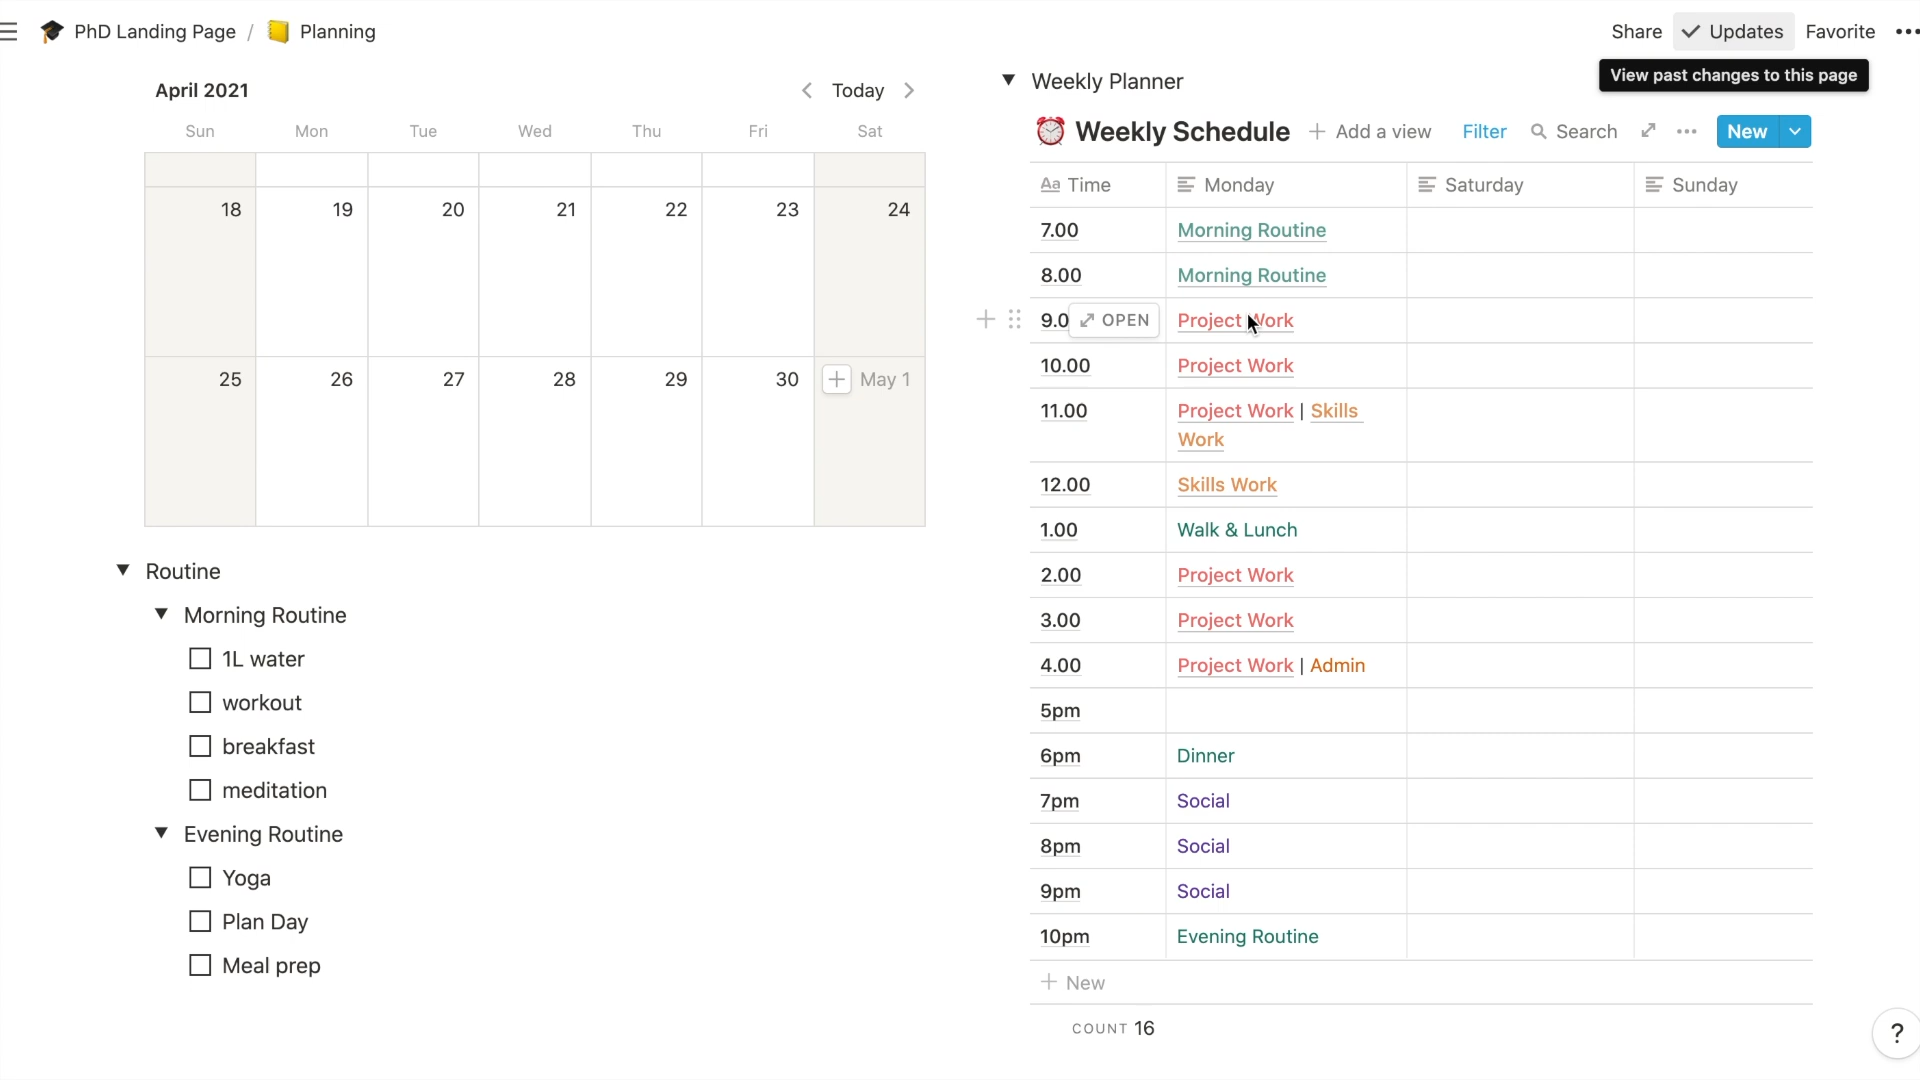 PhD Landing Page / Planning
Share Updates Favorite
View past changes to this page
April 2021 Today
Sun Mon Tue Wed Thu Fri Sat
18 19 20 21 22 23 24
25 26 27 28 29 30 May 1
Routine
Morning Routine
1L water
workout
breakfast
meditation
Evening Routine
Yoga
Plan Day
Meal prep
Weekly Planner
Weekly Schedule + Add a view Filter Search New
Aa Time Monday Saturday Sunday
7.00 Morning Routine
8.00 Morning Routine
9.0 OPEN Project Work
10.00 Project Work
11.00 Project Work | Skills
Work
12.00 Skills Work
1.00 Walk & Lunch
2.00 Project Work
3.00 Project Work
4.00 Project Work | Admin
5pm
6pm Dinner
7pm Social
8pm Social
9pm Social
10pm Evening Routine
+ New
COUNT 16
?